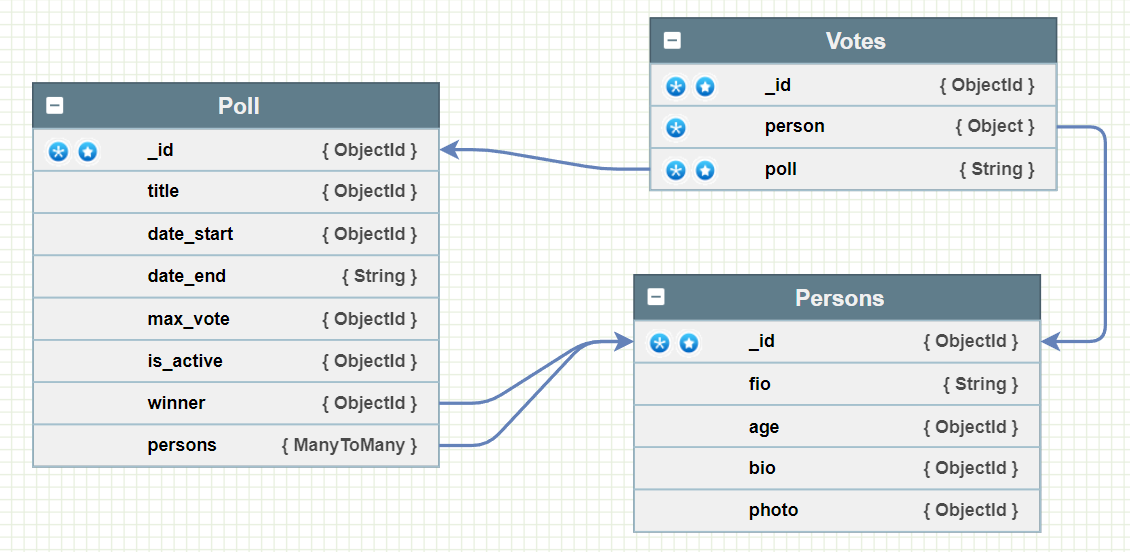 Votes
_id { ObjectId }
person { Object }
poll { String }
Poll
_id { ObjectId }
title { ObjectId }
date_start { ObjectId }
date_end { String }
max_vote { ObjectId }
is_active { ObjectId }
winner { ObjectId }
persons { ManyToMany }
Persons
_id { ObjectId }
fio { String }
age { ObjectId }
bio { ObjectId }
photo { ObjectId }